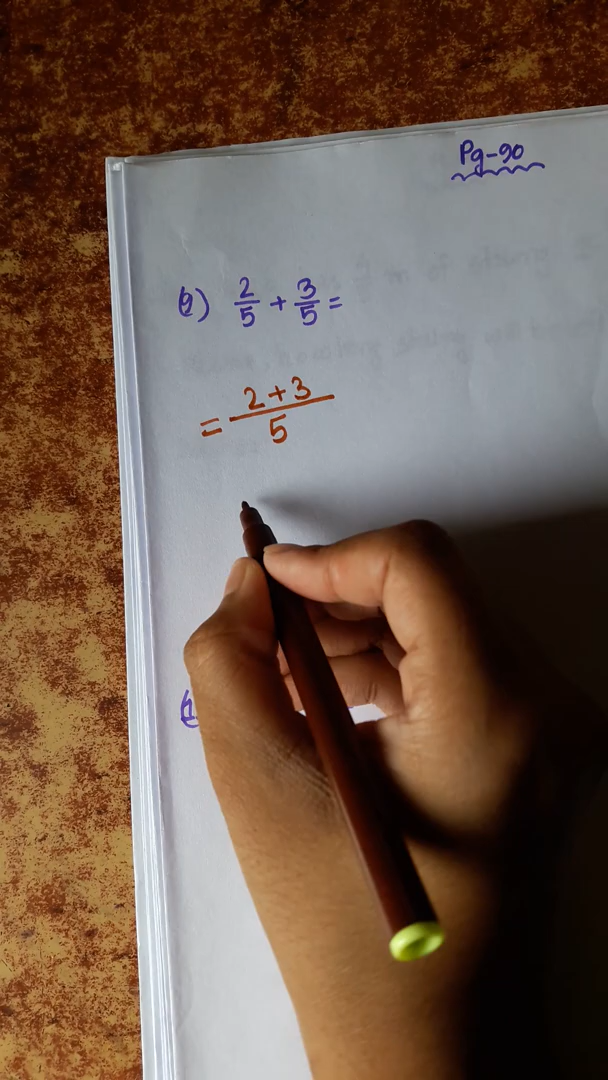 Pg-90
2/5 + 3/5 =
= 2+3/5